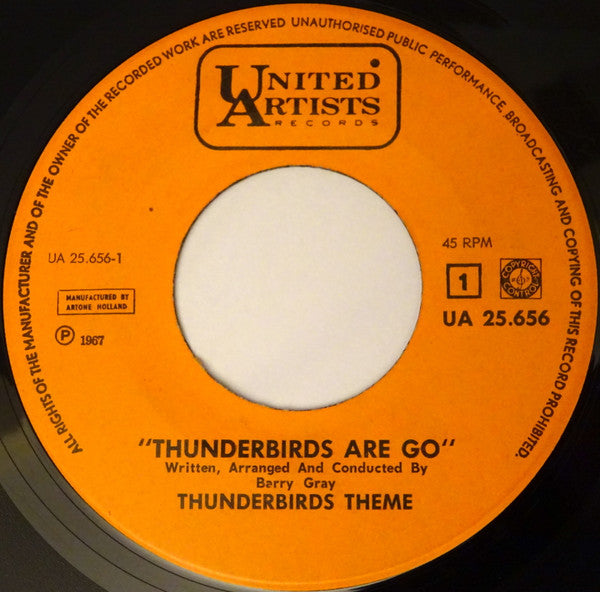 ALL RIGHTS OF THE MANUFACTURER AND OF THE OWNER OF THE RECORDED WORK ARE RESERVED UNAUTHORISED PUBLIC PERFORMANCE, BROADCASTING AND COPYING OF THIS RECORD PROHIBITED.
UNITED
ARTISTS
RECORDS
UA 25.656-1
45 RPM
MANUFACTURED BY
ARTONE HOLLAND
1
COPYRIGHT
CONTROL
Ⓟ 1967
UA 25.656
"THUNDERBIRDS ARE GO"
Written, Arranged And Conducted By
Barry Gray
THUNDERBIRDS THEME